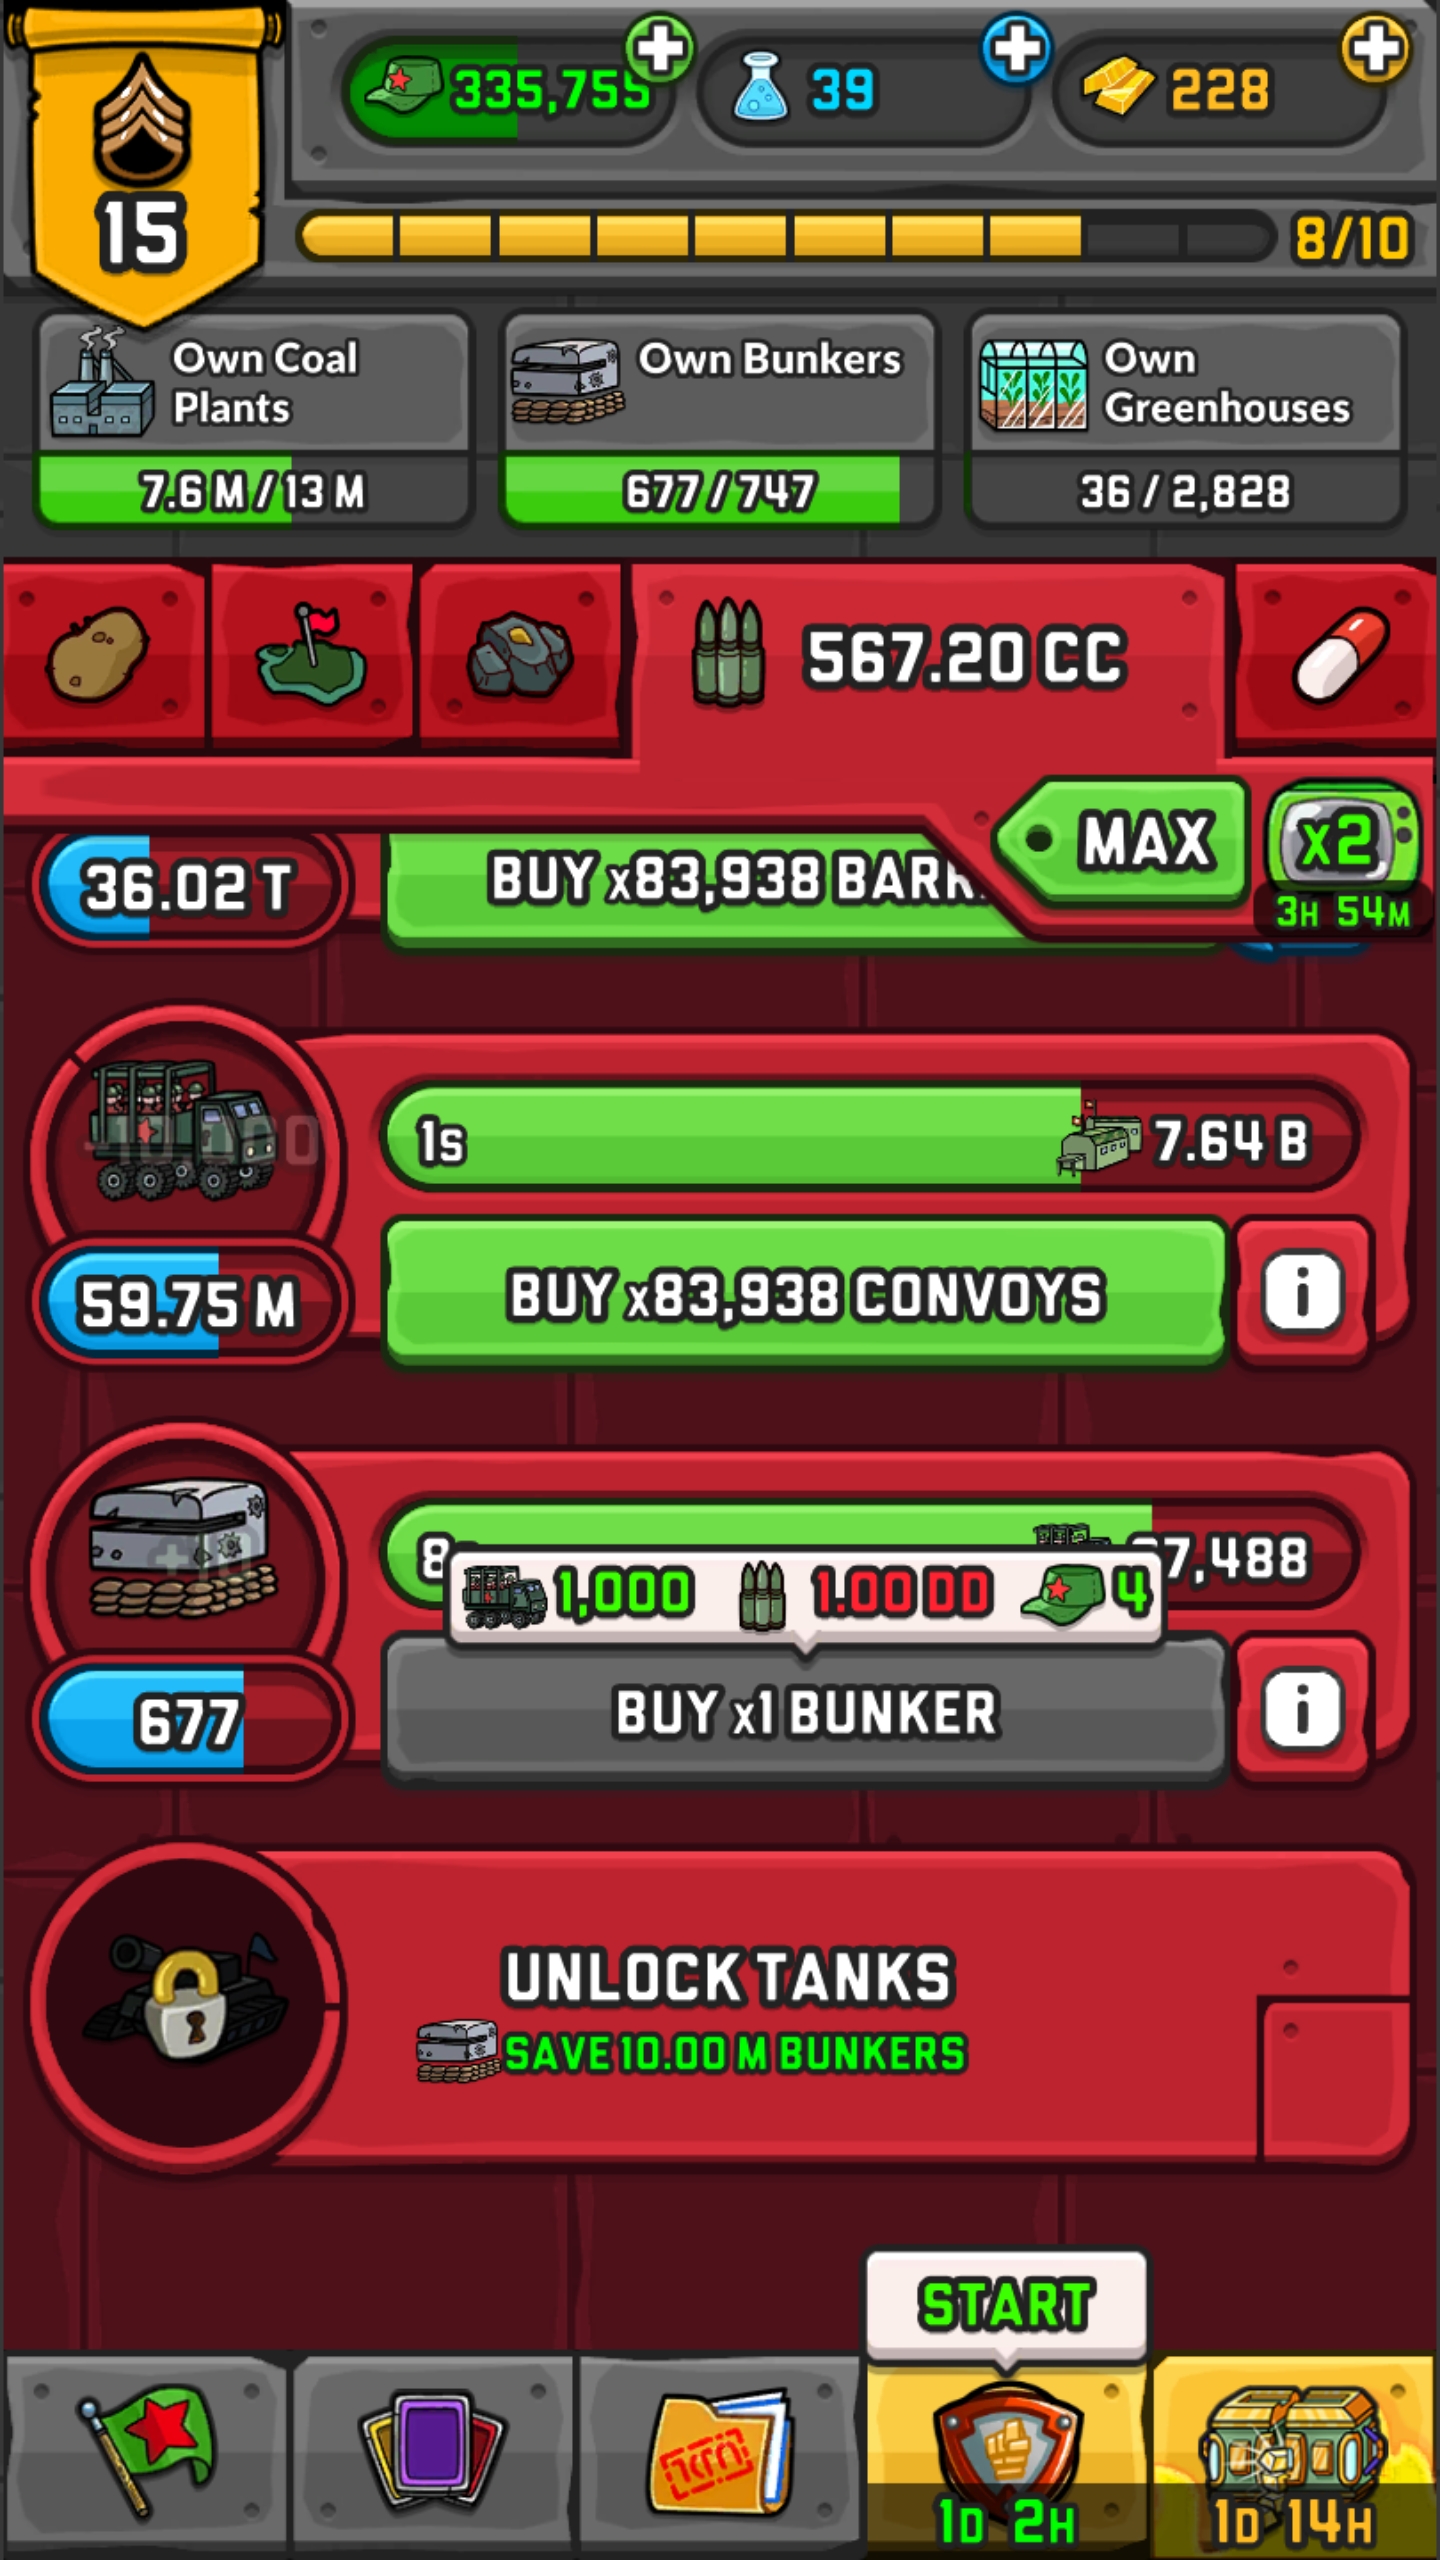 335,755
39
228
15
8/10
Own Coal
Plants
Own Bunkers
Own
Greenhouses
7.6 M / 13 M
677 / 747
36 / 2,828
567.20 CC
MAX
x2
3H 54M
36.02 T
BUY x83,938
1s
7.64 B
59.75 M
BUY x83,938 CONVOYS
7,488
1,000
1.00 DD
4
677
BUY x1 BUNKER
UNLOCK TANKS
SAVE 10.00 M BUNKERS
START
1D 2H
1D 14H